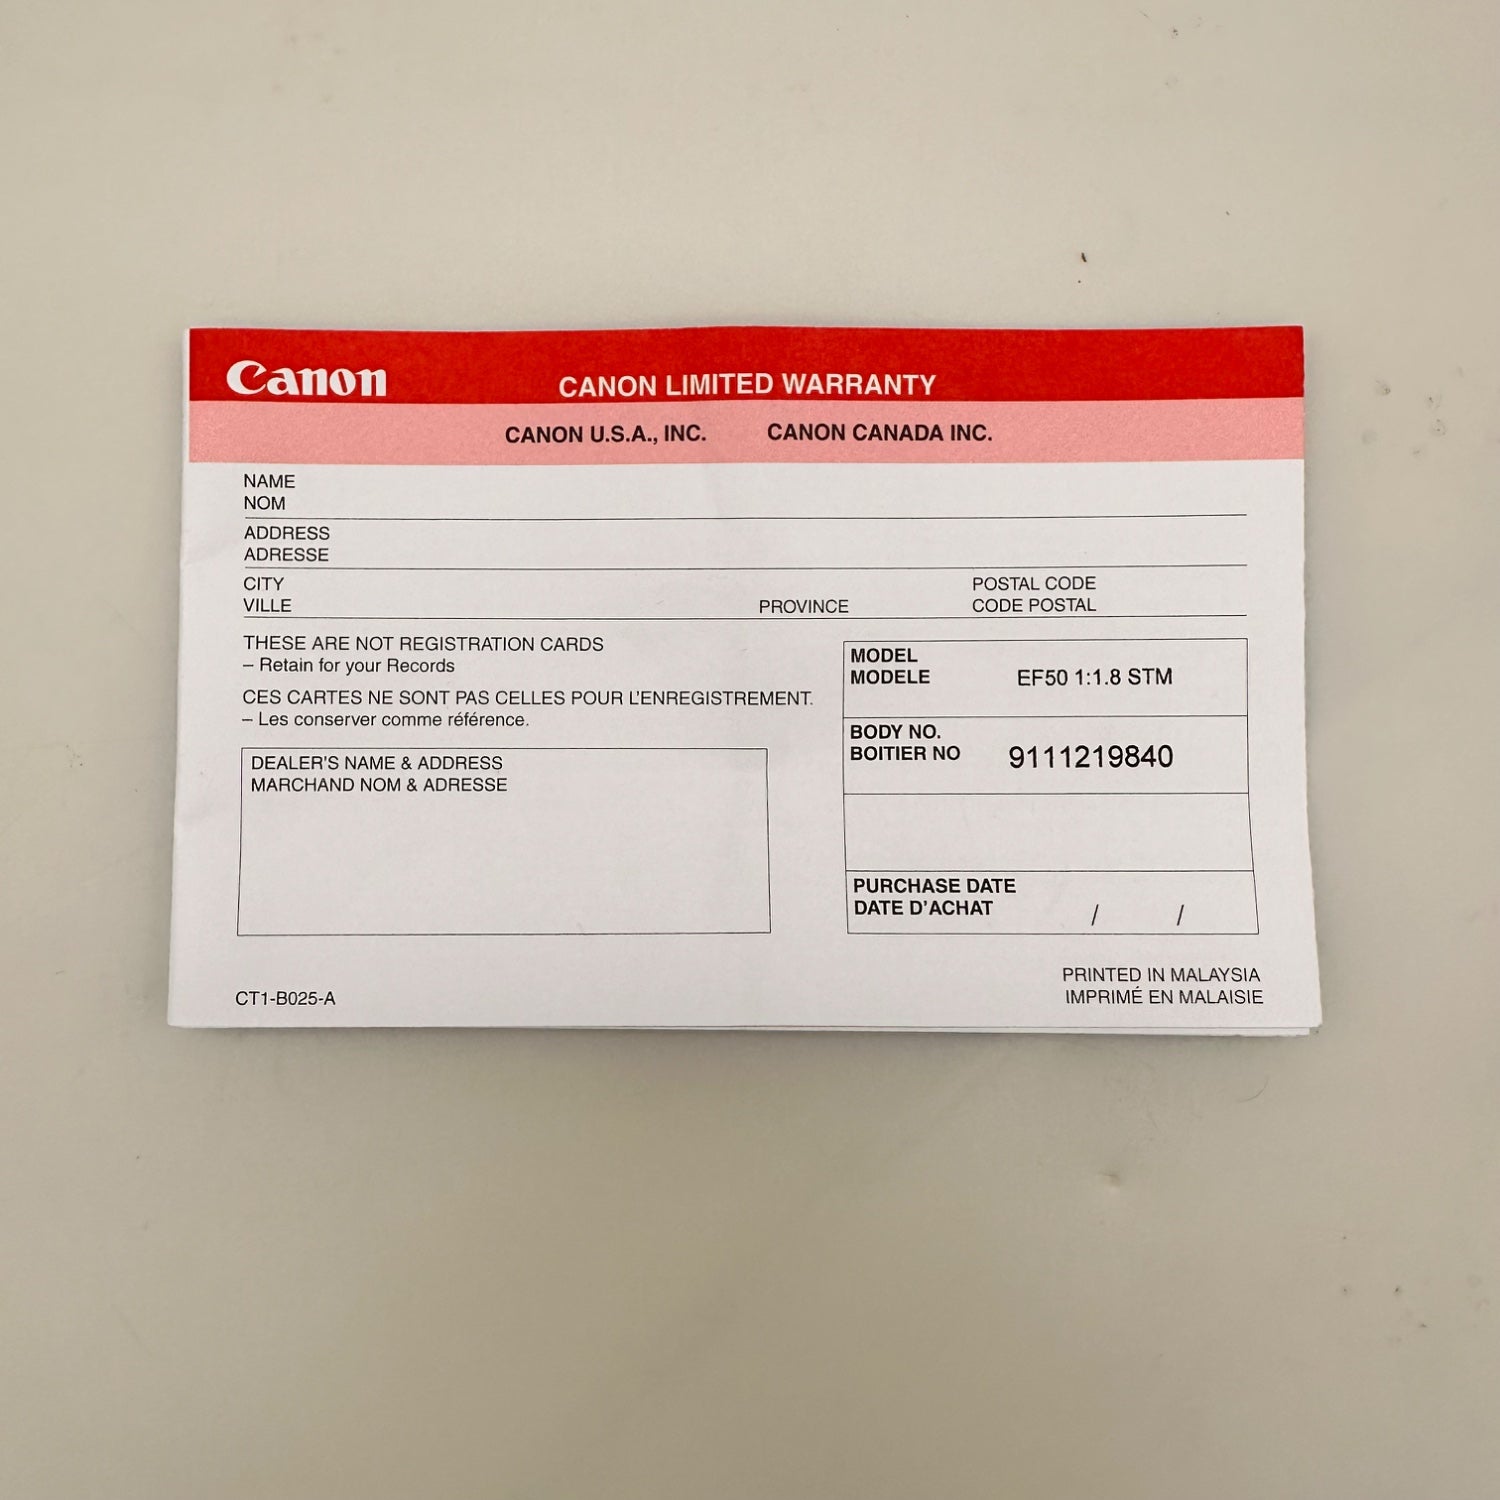 Canon
CANON LIMITED WARRANTY
CANON U.S.A., INC. CANON CANADA INC.
NAME
NOM
ADDRESS
ADRESSE
CITY
VILLE
PROVINCE
POSTAL CODE
CODE POSTAL
THESE ARE NOT REGISTRATION CARDS
– Retain for your Records
CES CARTES NE SONT PAS CELLES POUR L'ENREGISTREMENT.
– Les conserver comme référence.
DEALER'S NAME & ADDRESS
MARCHAND NOM & ADRESSE
MODEL
MODELE EF50 1:1.8 STM
BODY NO.
BOITIER NO 9111219840
PURCHASE DATE
DATE D'ACHAT / /
CT1-B025-A
PRINTED IN MALAYSIA
IMPRIMÉ EN MALAISIE